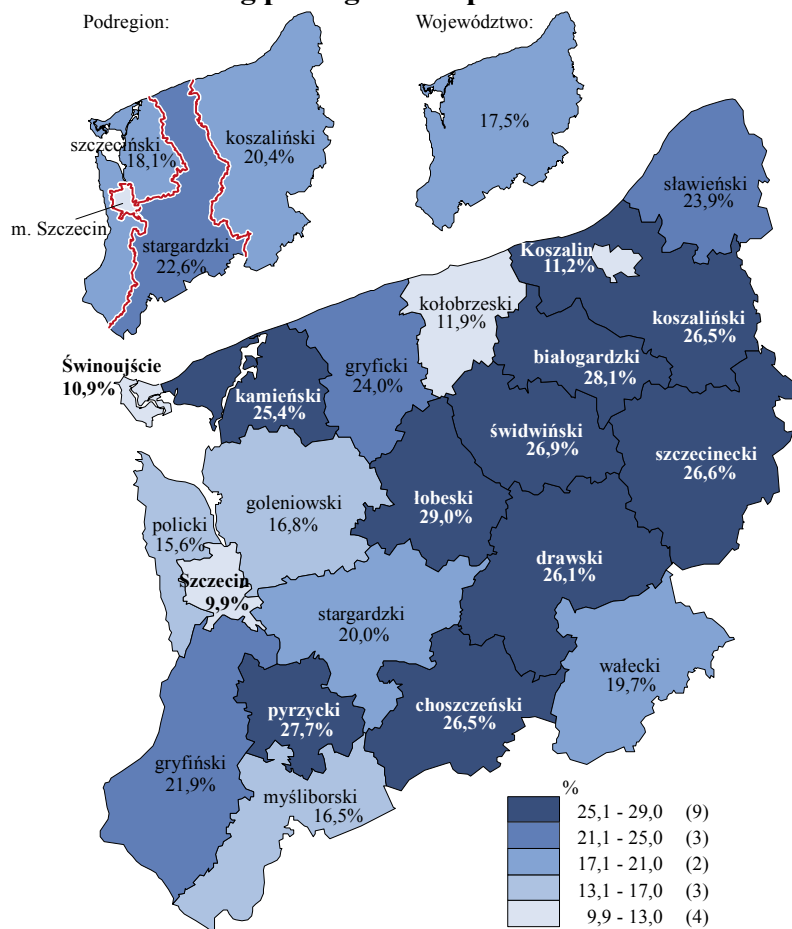 Podregion:
Województwo:
szczeciński
18,1%
koszaliński
20,4%
m. Szczecin
stargardzki
22,6%
17,5%
sławieński
23,9%
Koszalin
11,2%
kołobrzeski
11,9%
koszaliński
26,5%
białogardzki
28,1%
Świnoujście
10,9%
kamieński
25,4%
gryficki
24,0%
świdwiński
26,9%
szczecinecki
26,6%
goleniowski
16,8%
łobeski
29,0%
policki
15,6%
drawski
26,1%
Szczecin
9,9%
stargardzki
20,0%
wałecki
19,7%
pyrzycki
27,7%
choszczeński
26,5%
gryfiński
21,9%
myśliborski
16,5%
%
25,1 - 29,0 (9)
21,1 - 25,0 (3)
17,1 - 21,0 (2)
13,1 - 17,0 (3)
9,9 - 13,0 (4)